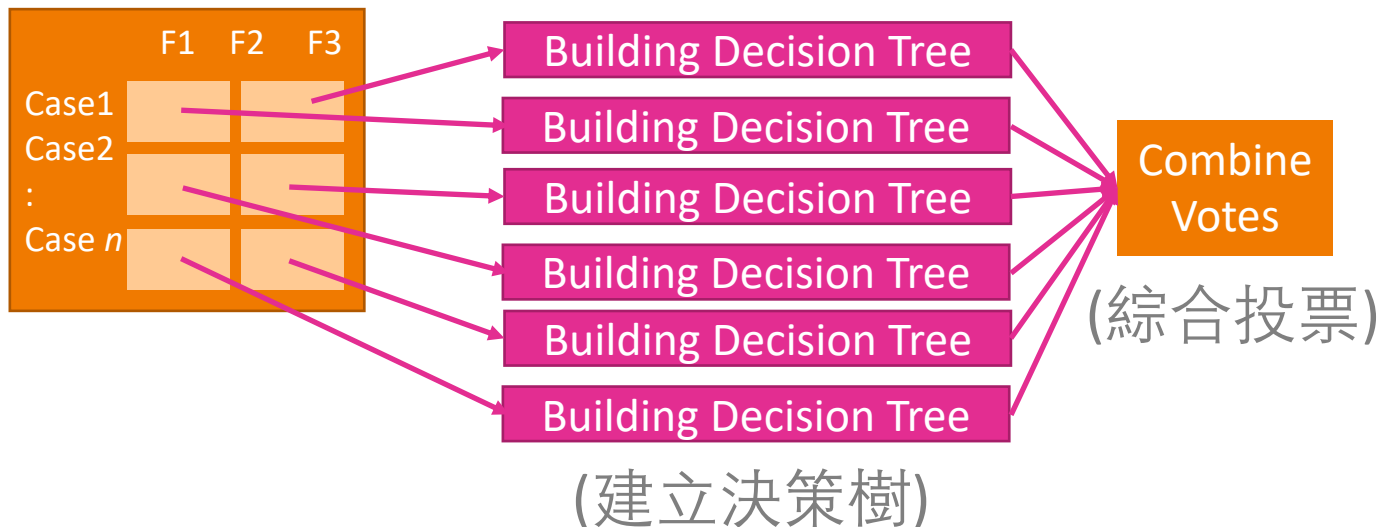 F1 F2 F3
Case1
Case2
:
Case n
Building Decision Tree
Building Decision Tree
Building Decision Tree
Building Decision Tree
Building Decision Tree
Building Decision Tree
(建立決策樹)
Combine
Votes
(綜合投票)